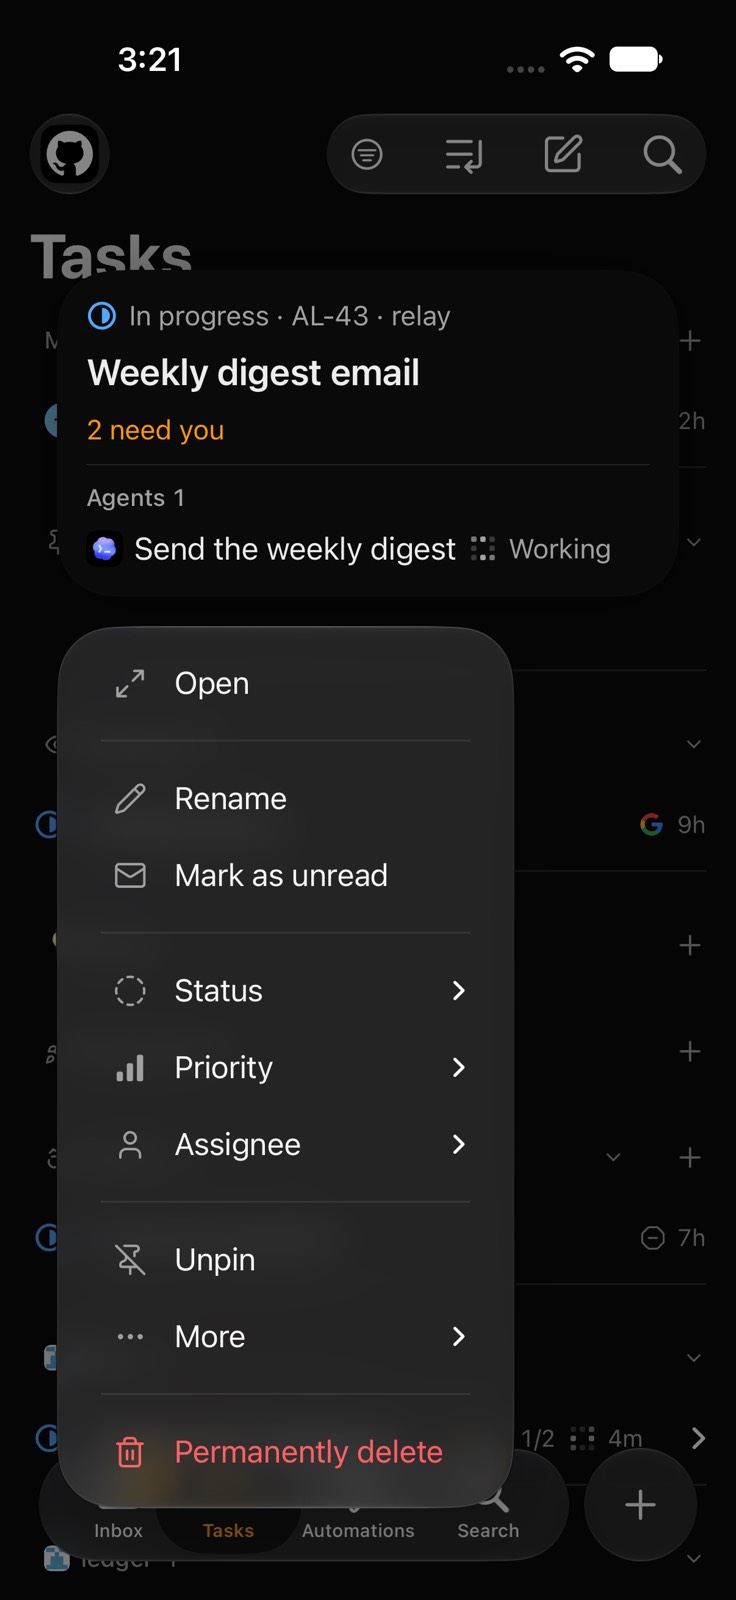 3:21
Tasks
In progress · AL-43 · relay
Weekly digest email
2 need you
2h
Agents 1
Send the weekly digest Working
Open
Rename
9h
Mark as unread
Status
Priority
Assignee
7h
Unpin
More
1/2 4m
Permanently delete
Inbox
Tasks
Automations
Search